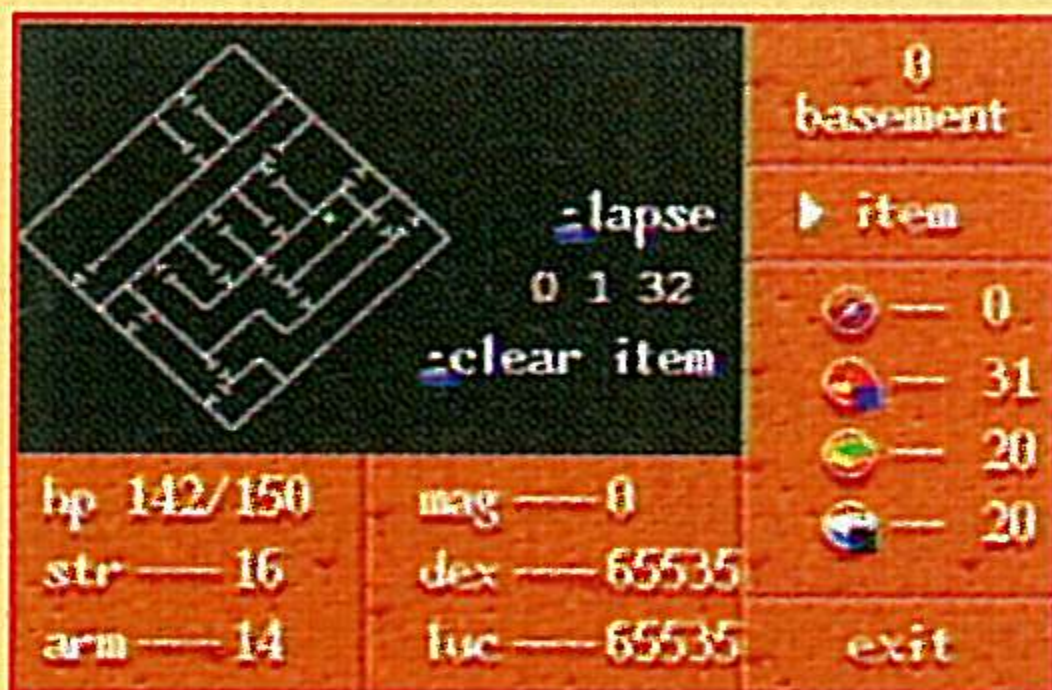 0
basement
-lapse
item
0 1 32
0
-clear item
31
20
20
hp 142/150
mag 0
str 16
dex 65535
arm 14
luc 65535
exit